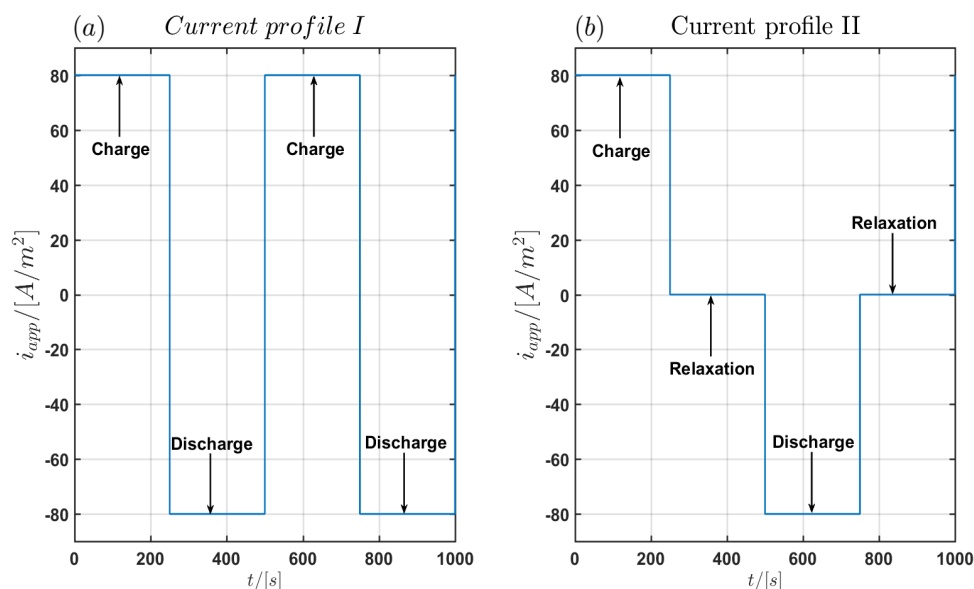 (a) Current profile I
80
60
40
20
0
-20
-40
-60
-80
i_app/[A/m^2]
Charge
Charge
Discharge
Discharge
0 200 400 600 800 1000
t/[s]
(b) Current profile II
80
60
40
20
0
-20
-40
-60
-80
i_app/[A/m^2]
Charge
Relaxation
Relaxation
Discharge
0 200 400 600 800 1000
t/[s]